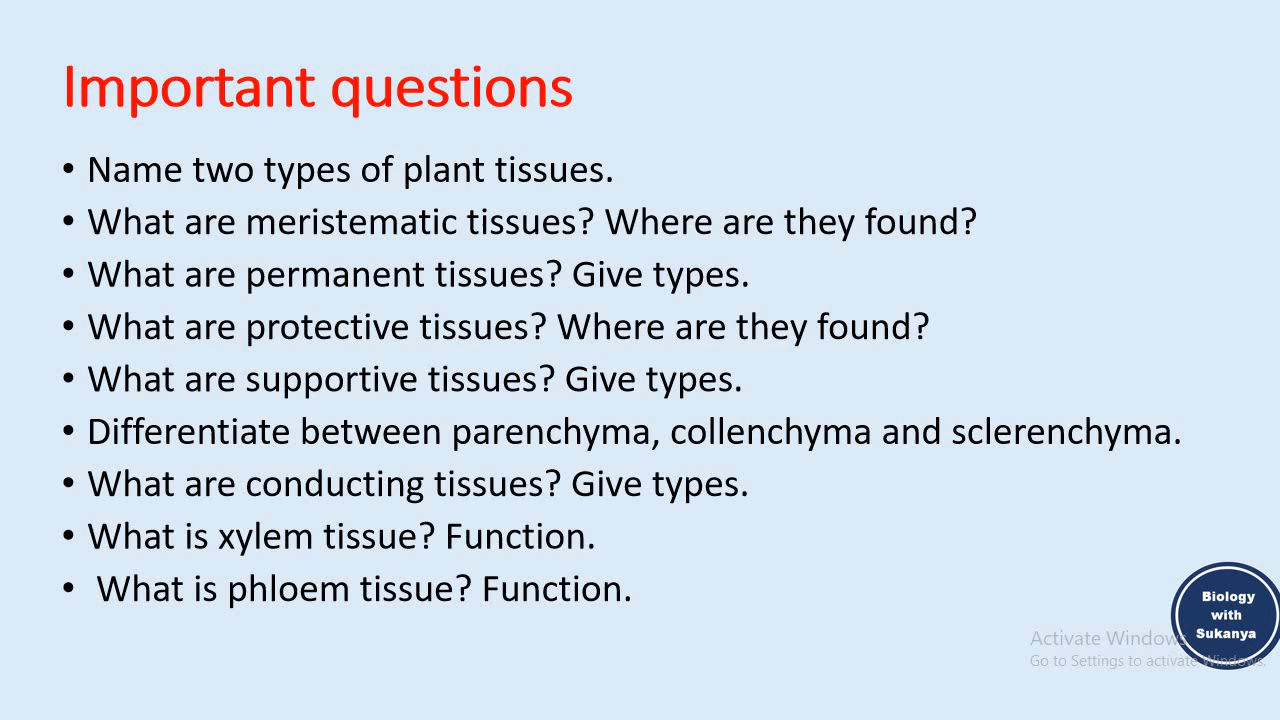 Important questions
• Name two types of plant tissues.
• What are meristematic tissues? Where are they found?
• What are permanent tissues? Give types.
• What are protective tissues? Where are they found?
• What are supportive tissues? Give types.
• Differentiate between parenchyma, collenchyma and sclerenchyma.
• What are conducting tissues? Give types.
• What is xylem tissue? Function.
• What is phloem tissue? Function.
Biology
with
Sukanya
Activate Windows
Go to Settings to activate Windows.